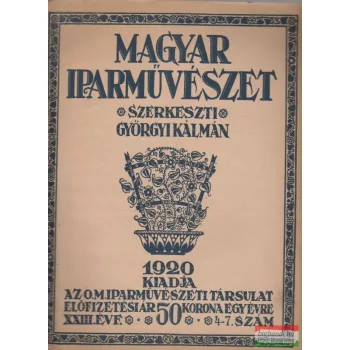 MAGYAR
IPARMŰVÉSZET
SZERKESZTI
GYÖRGYI KÁLMÁN
1920
KIADJA
AZ O.M.IPARMŰVÉSZETI TÁRSULAT
ELŐFIZETÉSI ÁR 50 KORONA EGY ÉVRE
XXIII.ÉVF. 4-7. SZÁM